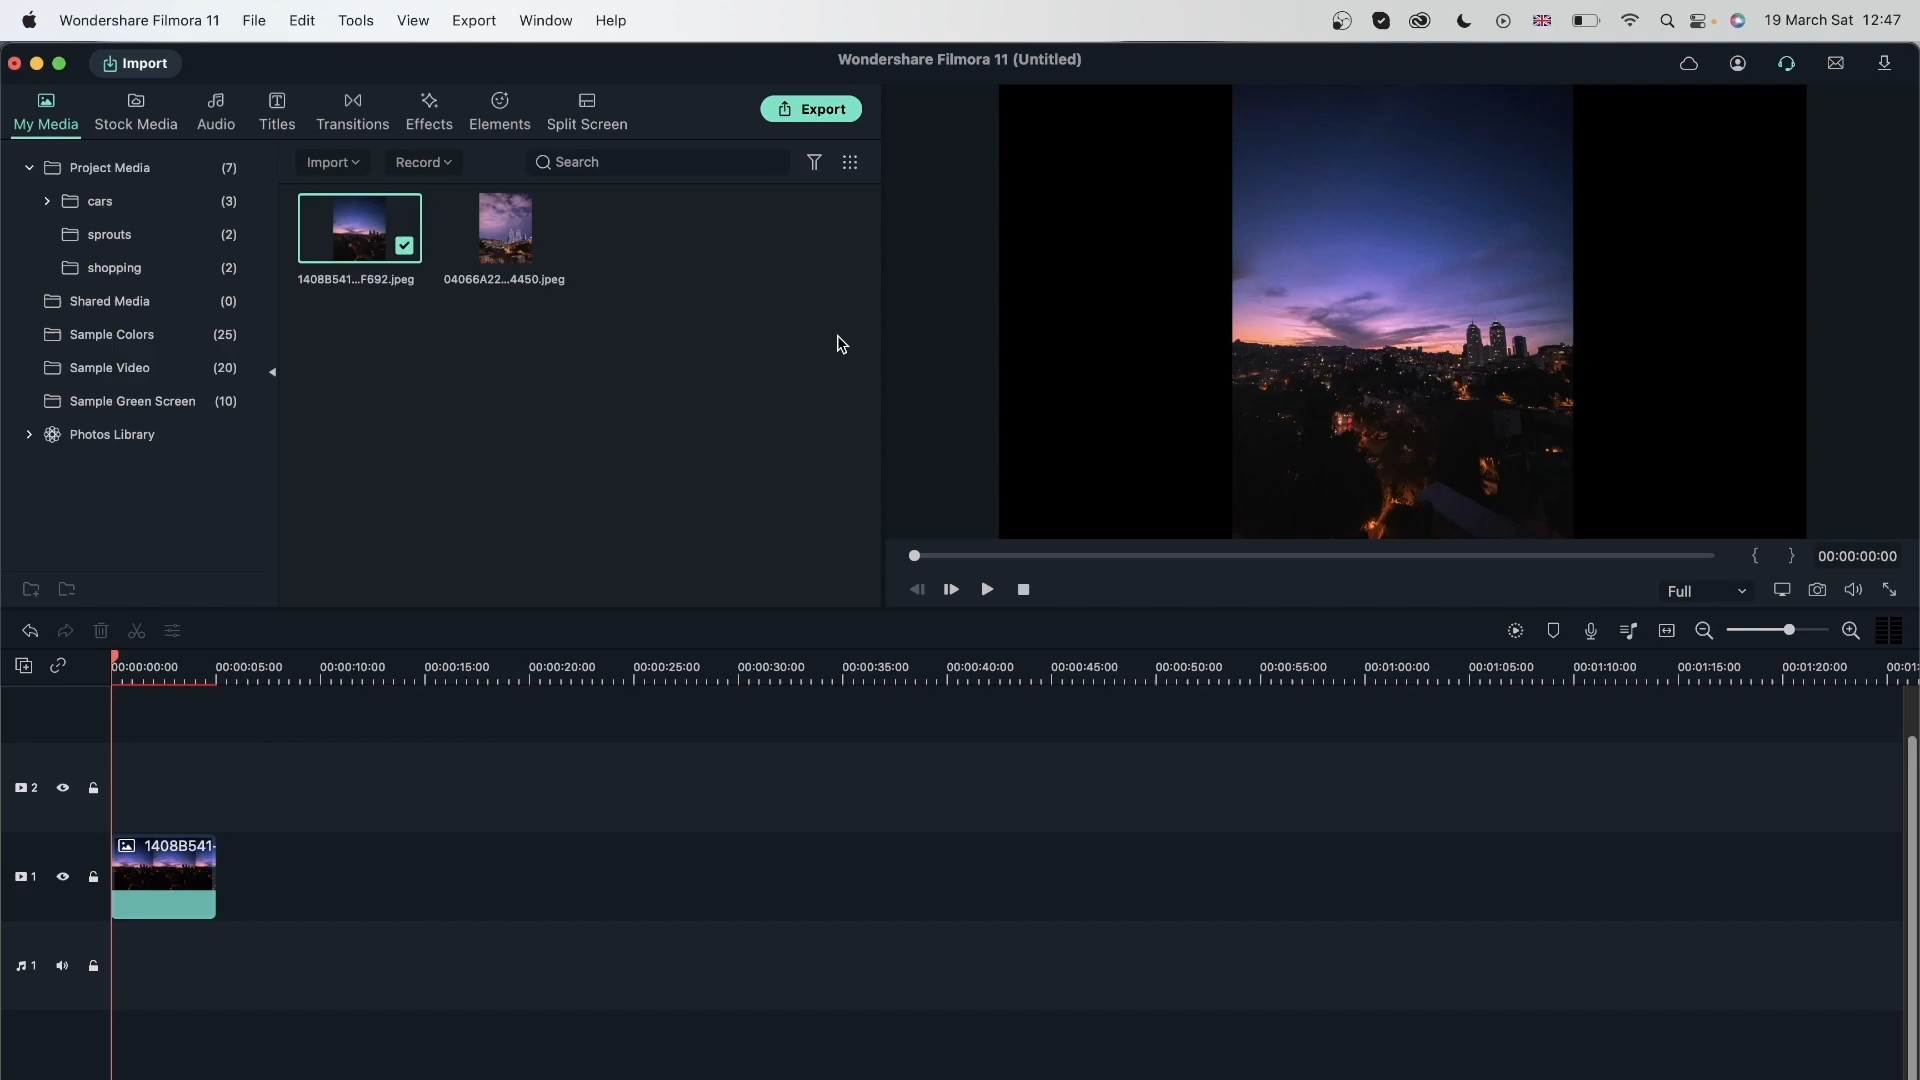 Wondershare Filmora 11 File Edit Tools View Export Window Help 19 March Sat 12:47
Import
Wondershare Filmora 11 (Untitled)
My Media Stock Media Audio Titles Transitions Effects Elements Split Screen
Export
Import Record Search
Project Media (7)
cars (3)
sprouts (2)
shopping (2)
Shared Media (0)
Sample Colors (25)
Sample Video (20)
Sample Green Screen (10)
Photos Library
1408B541...F692.jpeg 04066A22...4450.jpeg
{ } 00:00:00:00
Full
00:00:00:00 00:00:05:00 00:00:10:00 00:00:15:00 00:00:20:00 00:00:25:00 00:00:30:00 00:00:35:00 00:00:40:00 00:00:45:00 00:00:50:00 00:00:55:00 00:01:00:00 00:01:05:00 00:01:10:00 00:01:15:00 00:01:20:00 00:01:
2
1408B541-
1
1